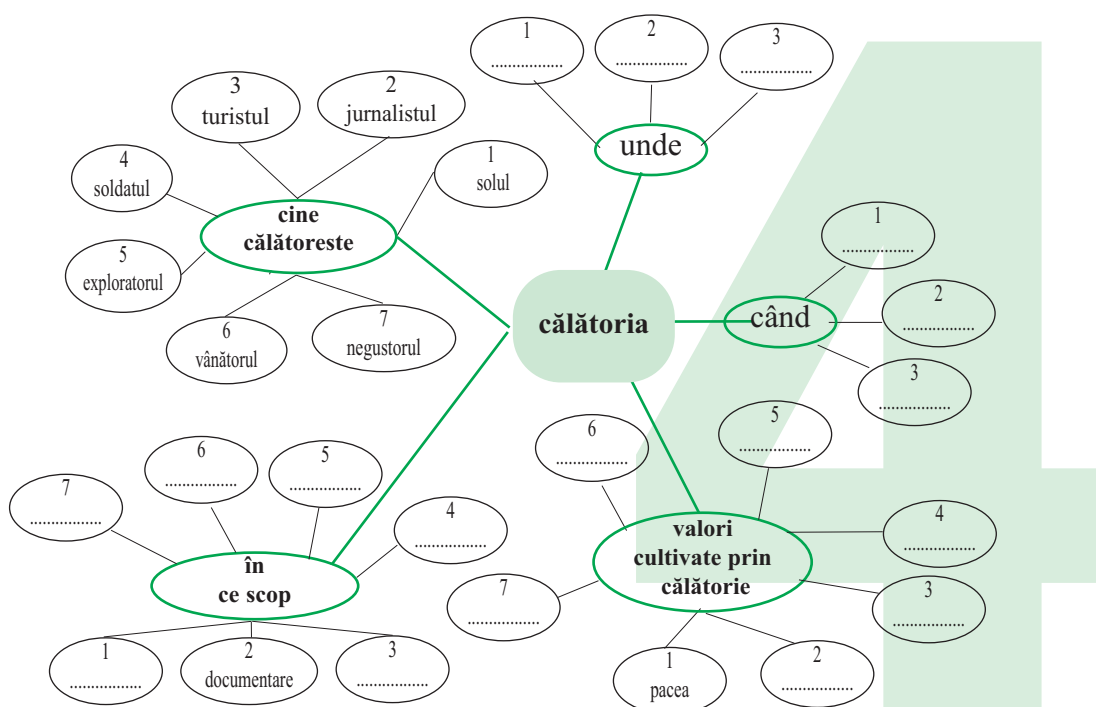 1
................
2
................
3
................
unde
3
turistul
2
jurnalistul
4
soldatul
1
solul
cine
călătoreste
5
exploratorul
6
vânătorul
7
negustorul
călătoria
când
1
................
2
................
3
................
6
................
5
................
7
................
4
................
în
ce scop
1
................
2
documentare
3
................
6
................
5
................
valori
cultivate prin
călătorie
4
................
3
................
7
................
1
pacea
2
................
4